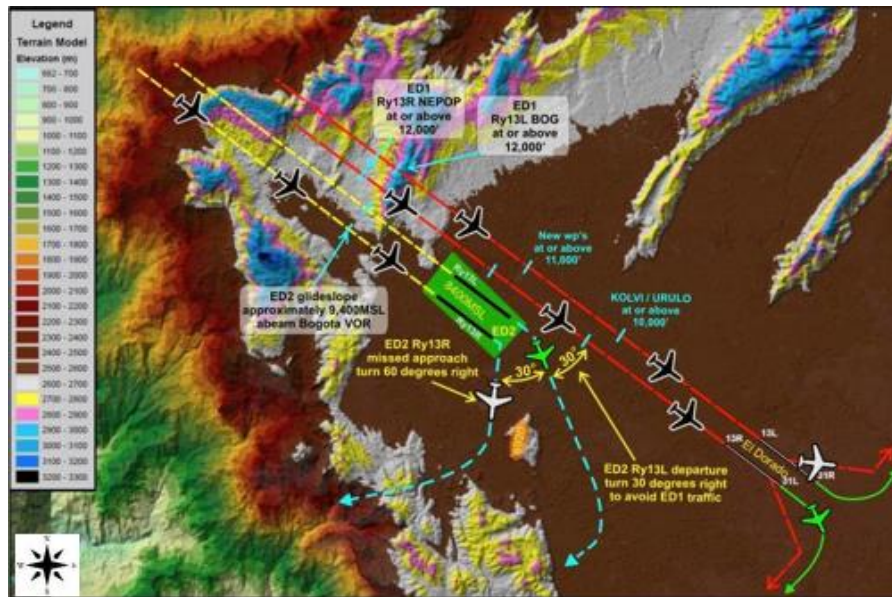 Legend
Terrain Model
Elevation (m)
662 - 700
700 - 800
800 - 900
900 - 1000
1000 - 1100
1100 - 1200
1200 - 1300
1300 - 1400
1400 - 1500
1500 - 1600
1600 - 1700
1700 - 1800
1800 - 1900
1900 - 2000
2000 - 2100
2100 - 2200
2200 - 2300
2300 - 2400
2400 - 2500
2500 - 2600
2600 - 2700
2700 - 2800
2800 - 2900
2900 - 3000
3000 - 3100
3100 - 3200
3200 - 3300
ED1
Ry13R NEPOP
at or above
12,000'
ED1
Ry13L BOG
at or above
12,000'
New wp's
at or above
11,000'
KOLVI / URULO
at or above
10,000'
ED2 glideslope
approximately 9,400MSL
abeam Bogota VOR
Ry13L
9400MSL
ED2
Ry13R
ED2 Ry13R
missed approach
turn 60 degrees right
30°
30°
ED2 Ry13L departure
turn 30 degrees right
to avoid ED1 traffic
13R
13L
El Dorado
31L
31R